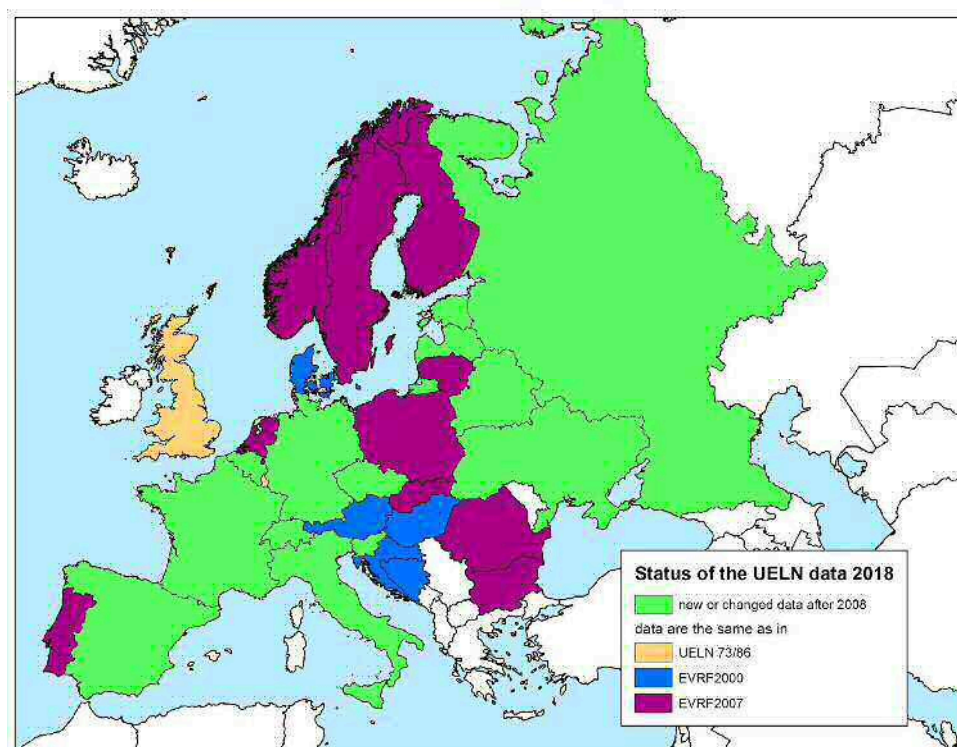 Status of the UELN data 2018
new or changed data after 2008
data are the same as in
UELN 73/86
EVRF2000
EVRF2007